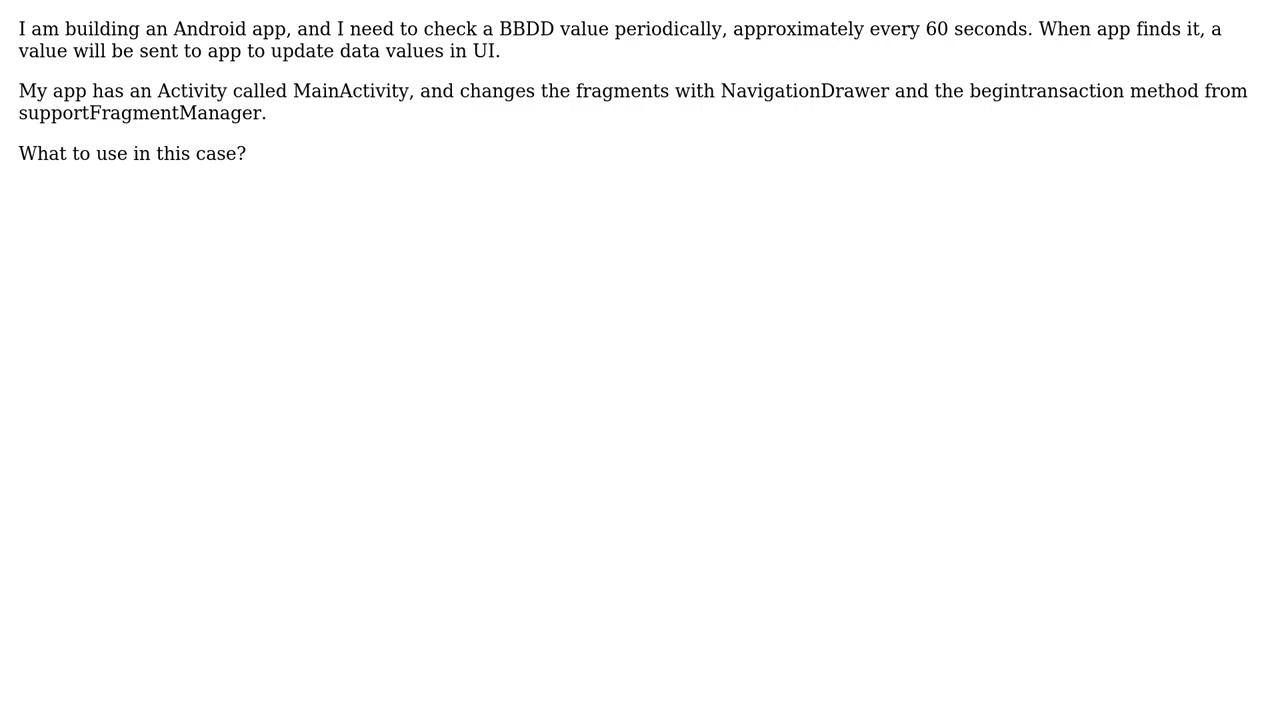 I am building an Android app, and I need to check a BBDD value periodically, approximately every 60 seconds. When app finds it, a
value will be sent to app to update data values in UI.
My app has an Activity called MainActivity, and changes the fragments with NavigationDrawer and the begintransaction method from
supportFragmentManager.
What to use in this case?